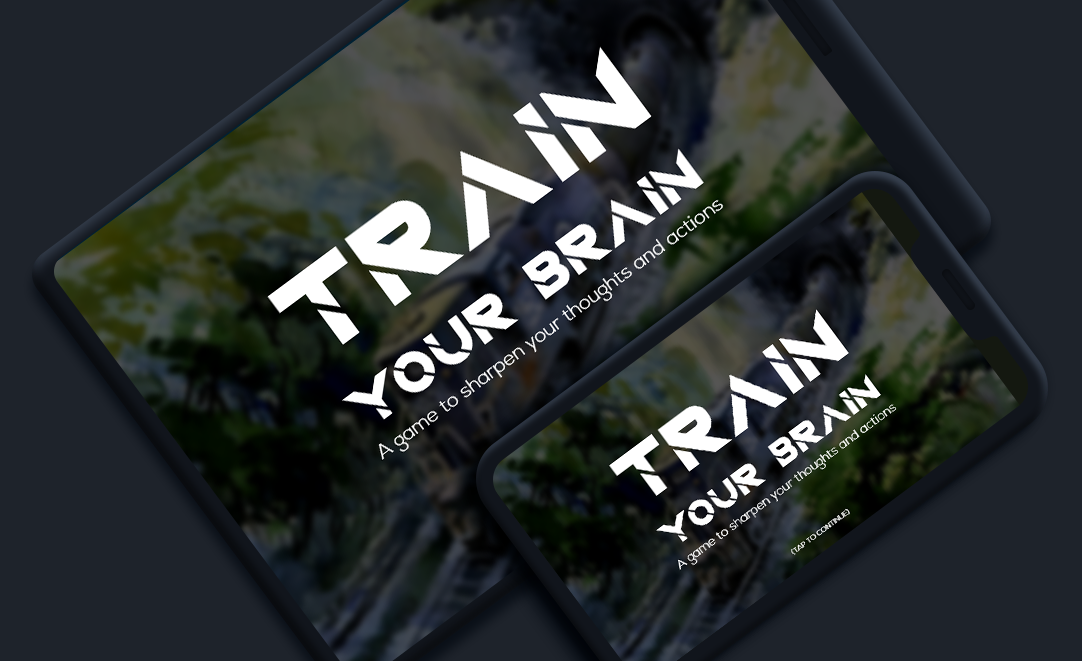 TRAIN
YOUR BRAIN
A game to sharpen your thoughts and actions
TRAIN
YOUR BRAIN
A game to sharpen your thoughts and actions
(TAP TO CONTINUE)